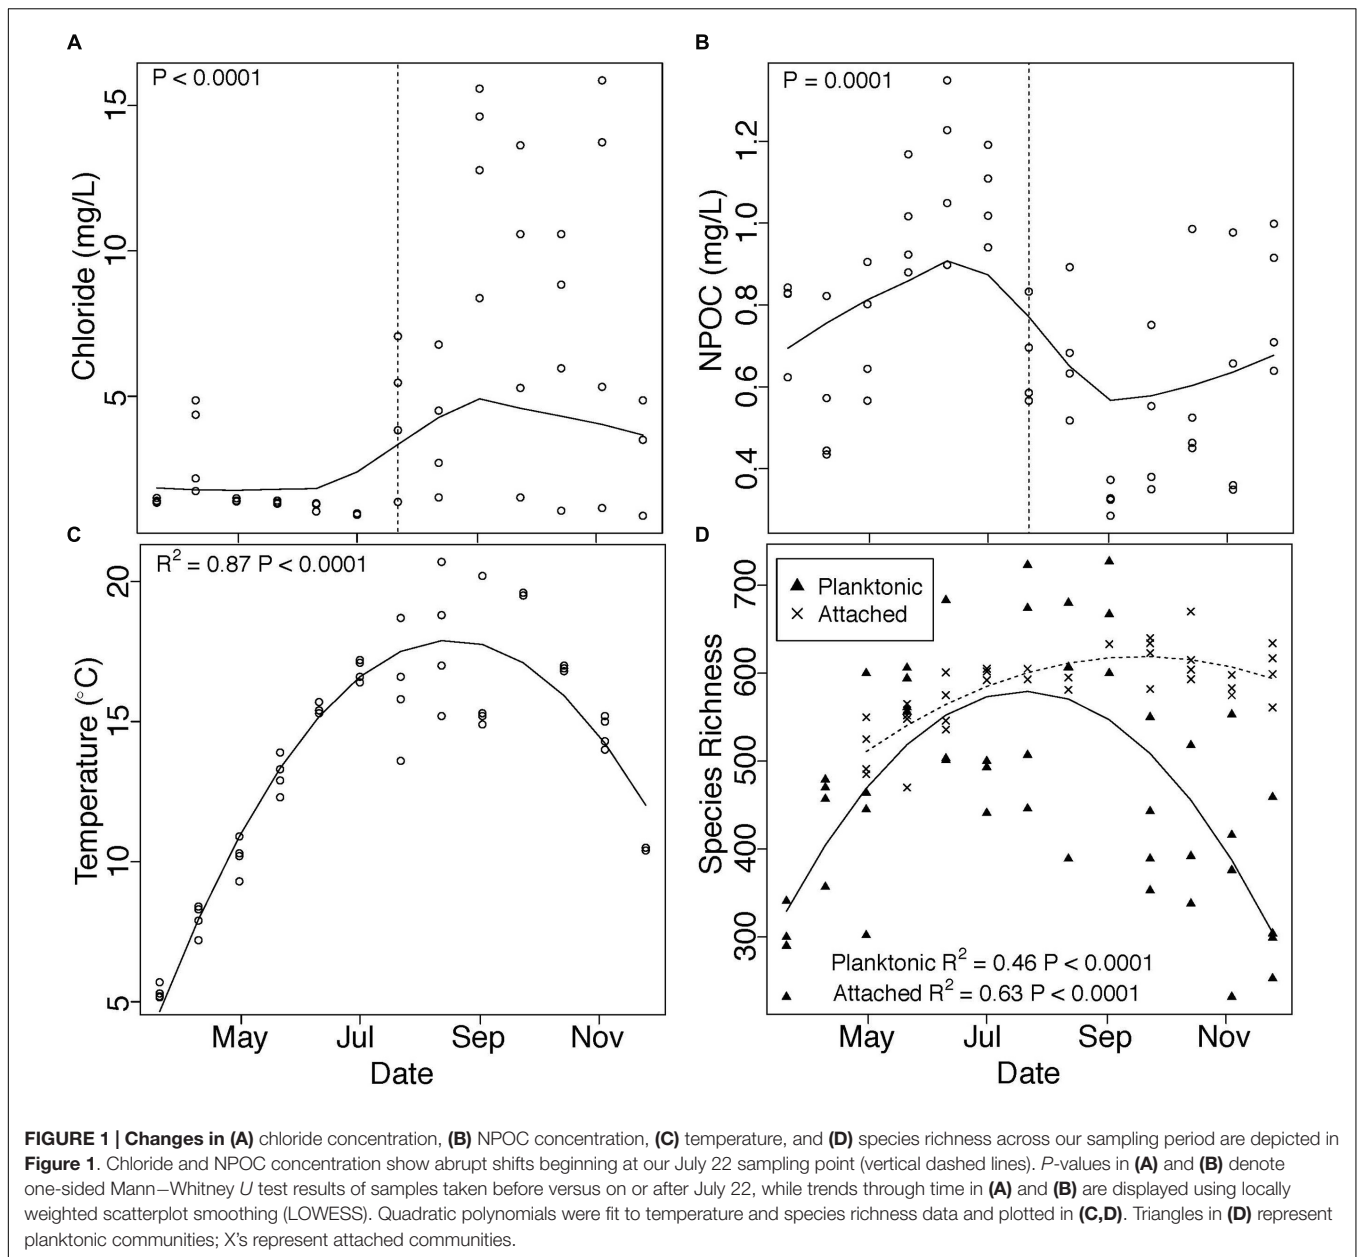 A
P < 0.0001
15
10
5
Chloride (mg/L)
B
P = 0.0001
1.2
1.0
0.8
0.6
0.4
NPOC (mg/L)
C
R² = 0.87 P < 0.0001
20
15
10
5
Temperature (°C)
May
Jul
Sep
Nov
Date
D
Planktonic
Attached
700
600
500
400
300
Species Richness
Planktonic R² = 0.46 P < 0.0001
Attached R² = 0.63 P < 0.0001
May
Jul
Sep
Nov
Date
FIGURE 1 | Changes in (A) chloride concentration, (B) NPOC concentration, (C) temperature, and (D) species richness across our sampling period are depicted in
Figure 1. Chloride and NPOC concentration show abrupt shifts beginning at our July 22 sampling point (vertical dashed lines). P-values in (A) and (B) denote
one-sided Mann−Whitney U test results of samples taken before versus on or after July 22, while trends through time in (A) and (B) are displayed using locally
weighted scatterplot smoothing (LOWESS). Quadratic polynomials were fit to temperature and species richness data and plotted in (C,D). Triangles in (D) represent
planktonic communities; X's represent attached communities.